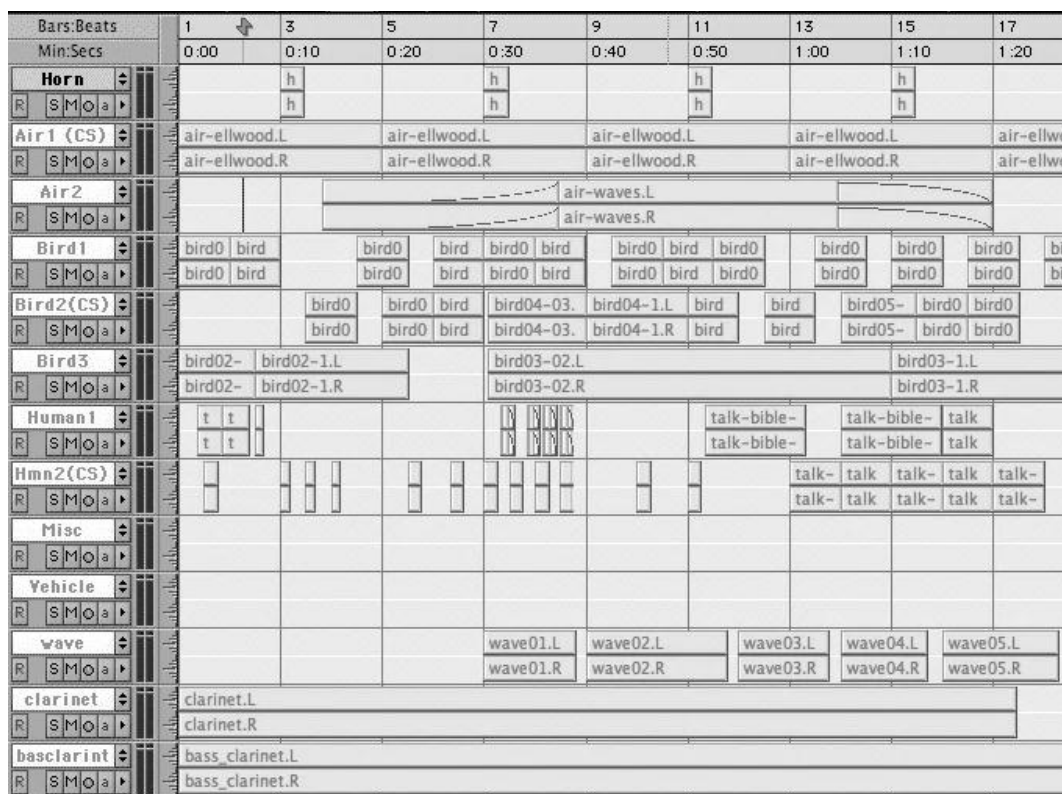 Bars:Beats 1 3 5 7 9 11 13 15 17
Min:Secs 0:00 0:10 0:20 0:30 0:40 0:50 1:00 1:10 1:20
Horn h h h h
R S M O a h h h h
Air1 (CS) air-ellwood.L air-ellwood.L air-ellwood.L air-ellwood.L air-ellw
R S M O a air-ellwood.R air-ellwood.R air-ellwood.R air-ellwood.R air-ellw
Air2 air-waves.L
R S M O a air-waves.R
Bird1 bird0 bird bird0 bird bird0 bird bird0 bird bird0 bird0 bird0 bird0 bi
R S M O a bird0 bird bird0 bird bird0 bird bird0 bird bird0 bird0 bird0 bird0 bi
Bird2(CS) bird0 bird0 bird bird04-03. bird04-1.L bird bird bird05- bird0 bird0
R S M O a bird0 bird0 bird bird04-03. bird04-1.R bird bird bird05- bird0 bird0
Bird3 bird02- bird02-1.L bird03-02.L bird03-1.L
R S M O a bird02- bird02-1.R bird03-02.R bird03-1.R
Human1 t t talk-bible- talk-bible- talk
R S M O a t t talk-bible- talk-bible- talk
Hmn2(CS) talk- talk talk- talk talk-
R S M O a talk- talk talk- talk talk-
Misc
R S M O a
Vehicle
R S M O a
wave wave01.L wave02.L wave03.L wave04.L wave05.L
R S M O a wave01.R wave02.R wave03.R wave04.R wave05.R
clarinet clarinet.L
R S M O a clarinet.R
basclarint bass_clarinet.L
R S M O a bass_clarinet.R